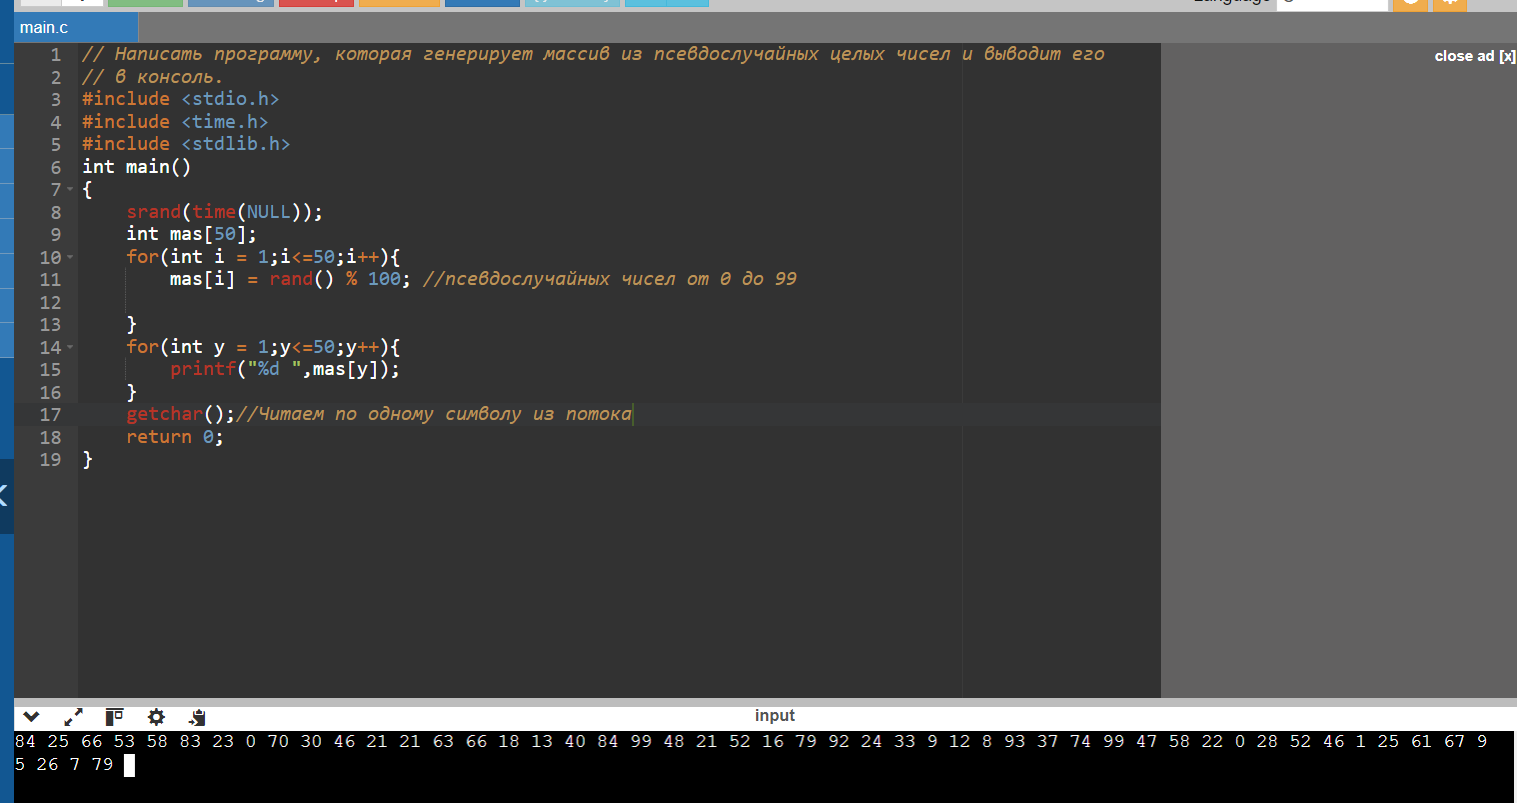 main.c
close ad [x]
1 // Написать программу, которая генерирует массив из псевдослучайных целых чисел и выводит его
2 // в консоль.
3 #include <stdio.h>
4 #include <time.h>
5 #include <stdlib.h>
6 int main()
7 {
8 srand(time(NULL));
9 int mas[50];
10 for(int i = 1;i<=50;i++){
11 mas[i] = rand() % 100; //псевдослучайных чисел от 0 до 99
12
13 }
14 for(int y = 1;y<=50;y++){
15 printf("%d ",mas[y]);
16 }
17 getchar();//Читаем по одному символу из потока
18 return 0;
19 }
input
84 25 66 53 58 83 23 0 70 30 46 21 21 63 66 18 13 40 84 99 48 21 52 16 79 92 24 33 9 12 8 93 37 74 99 47 58 22 0 28 52 46 1 25 61 67 9
5 26 7 79